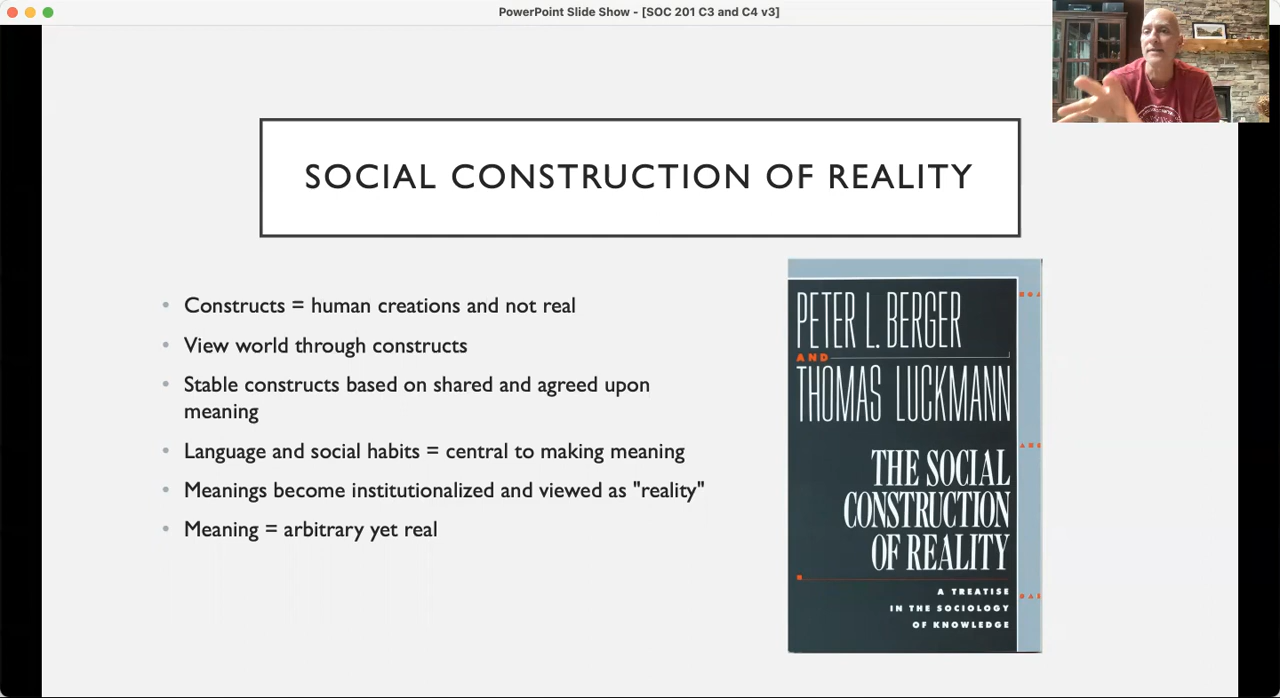 PowerPoint Slide Show - [SOC 201 C3 and C4 v3]
SOCIAL CONSTRUCTION OF REALITY
• Constructs = human creations and not real
• View world through constructs
• Stable constructs based on shared and agreed upon
meaning
• Language and social habits = central to making meaning
• Meanings become institutionalized and viewed as "reality"
• Meaning = arbitrary yet real
PETER L. BERGER
AND
THOMAS LUCKMANN
THE SOCIAL
CONSTRUCTION
OF REALITY
A TREATISE
IN THE SOCIOLOGY
OF KNOWLEDGE